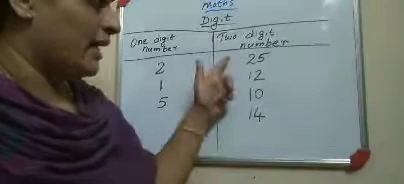 Maths
Digit
One digit
number
Two digit
number
2
1
5
25
12
10
14